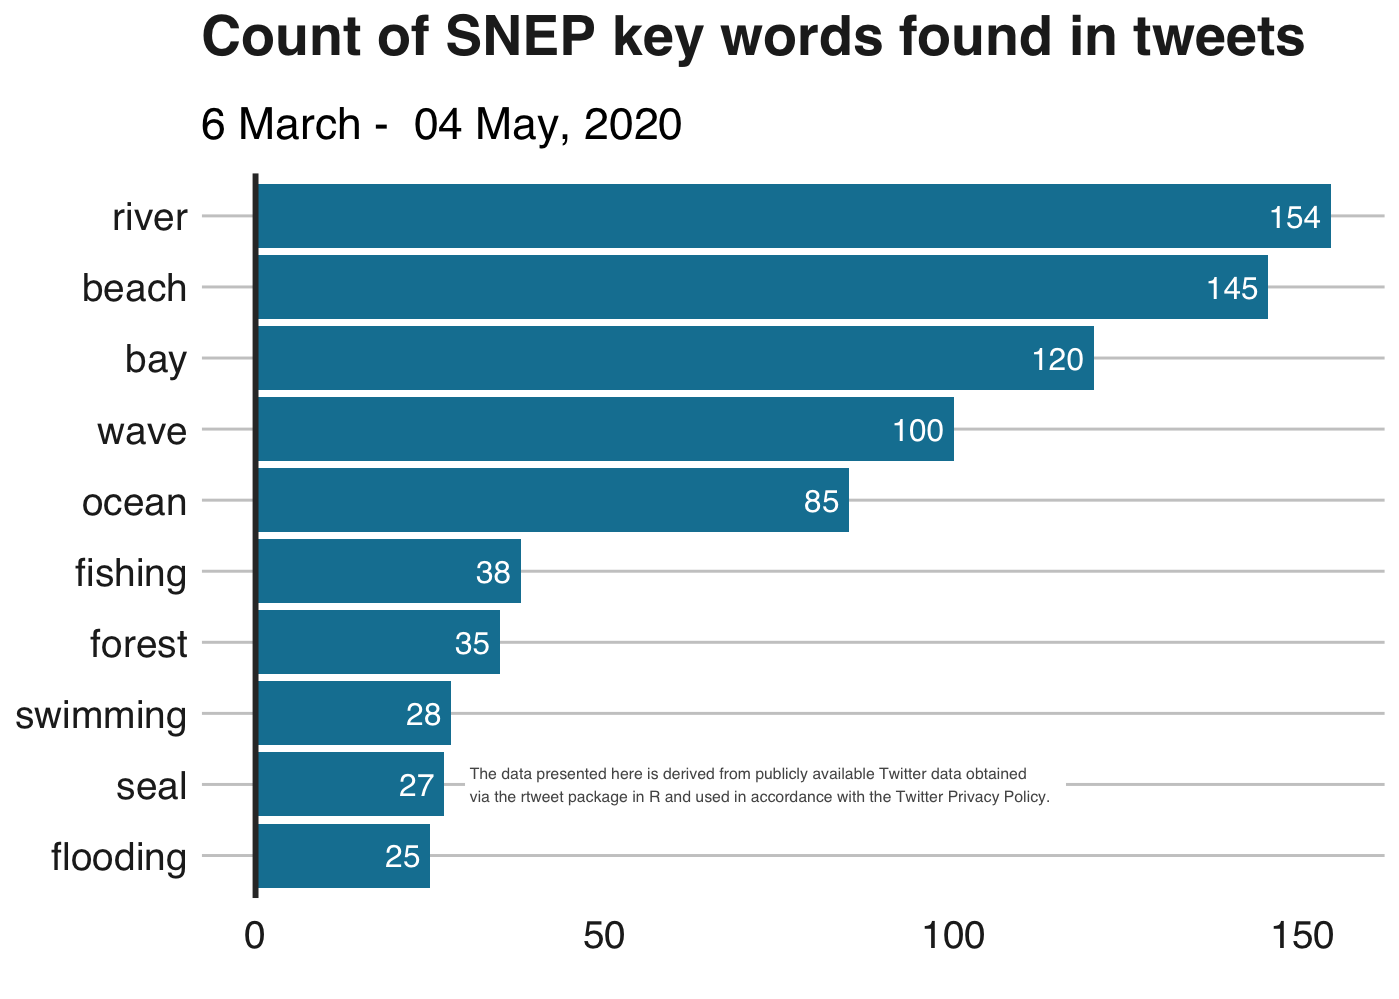 Count of SNEP key words found in tweets
6 March -  04 May, 2020
river 154
beach 145
bay 120
wave 100
ocean 85
fishing 38
forest 35
swimming 28
seal 27
The data presented here is derived from publicly available Twitter data obtained
via the rtweet package in R and used in accordance with the Twitter Privacy Policy.
flooding 25
0 50 100 150